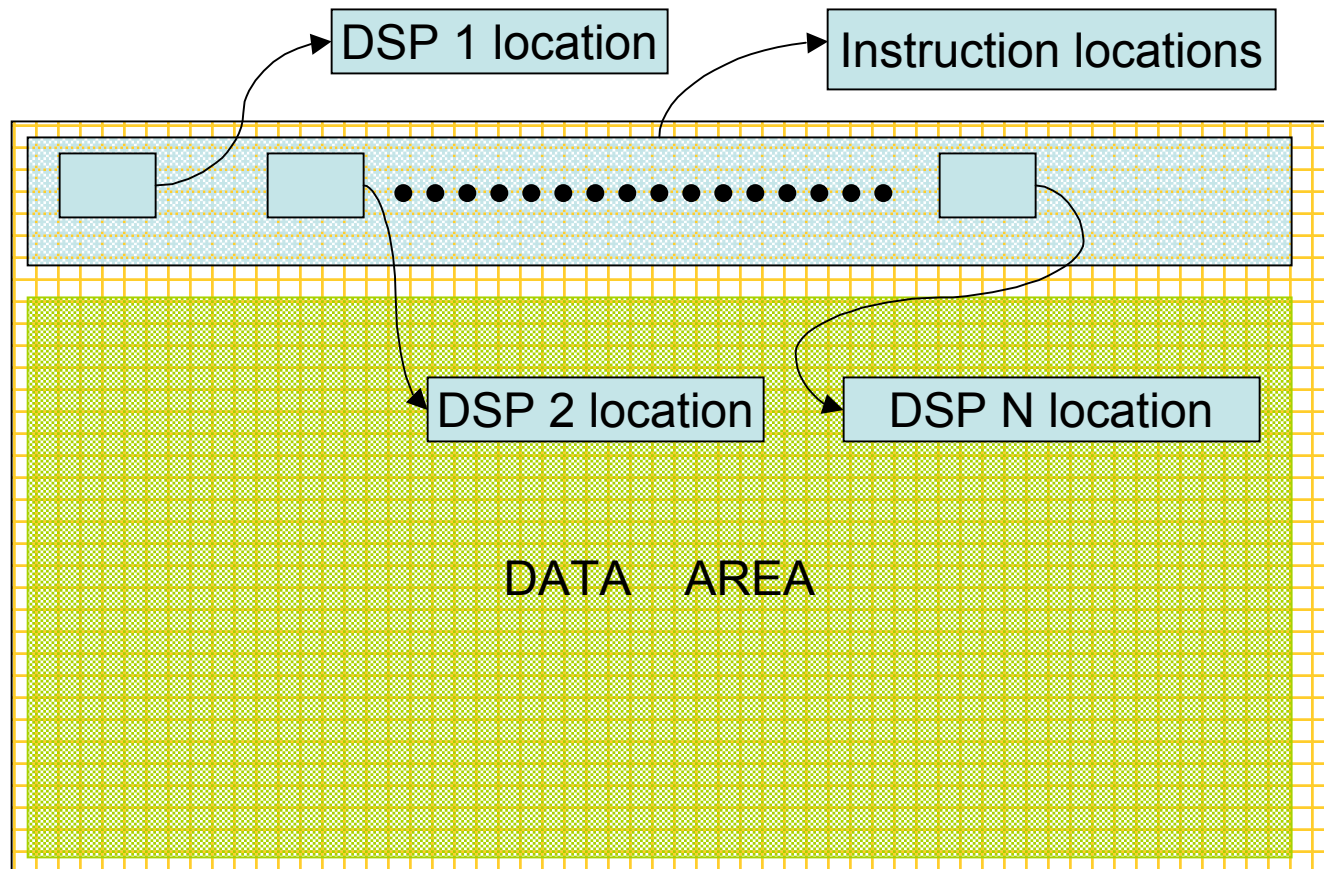 DSP 1 location
Instruction locations
DSP 2 location
DSP N location
DATA AREA